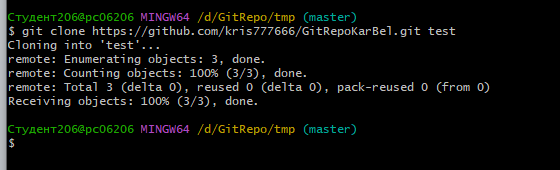 Студент206@pc06206 MINGW64 /d/GitRepo/tmp (master)
$ git clone https://github.com/kris777666/GitRepoKarBel.git test
Cloning into 'test'...
remote: Enumerating objects: 3, done.
remote: Counting objects: 100% (3/3), done.
remote: Total 3 (delta 0), reused 0 (delta 0), pack-reused 0 (from 0)
Receiving objects: 100% (3/3), done.
Студент206@pc06206 MINGW64 /d/GitRepo/tmp (master)
$